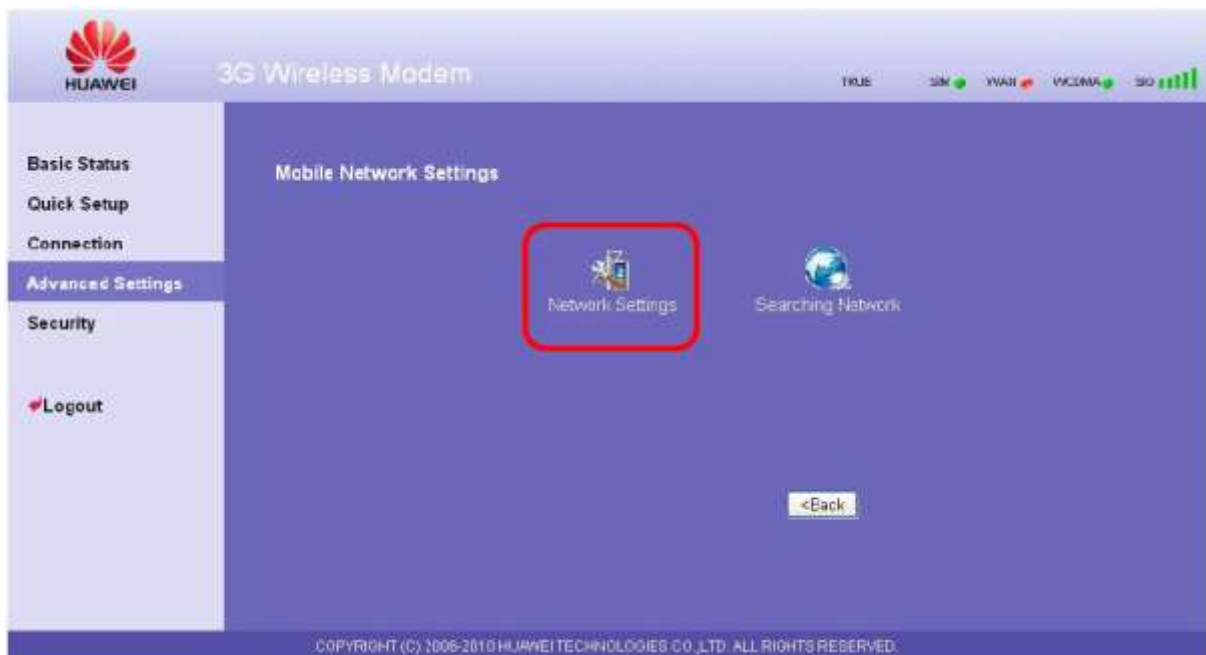 HUAWEI
3G Wireless Modem
TRUE
SIM
WAN
WCDMA
SIG
Basic Status
Quick Setup
Connection
Advanced Settings
Security
Logout
Mobile Network Settings
Network Settings
Searching Network
<Back
COPYRIGHT (C) 2006-2010 HUAWEI TECHNOLOGIES CO.,LTD. ALL RIGHTS RESERVED.